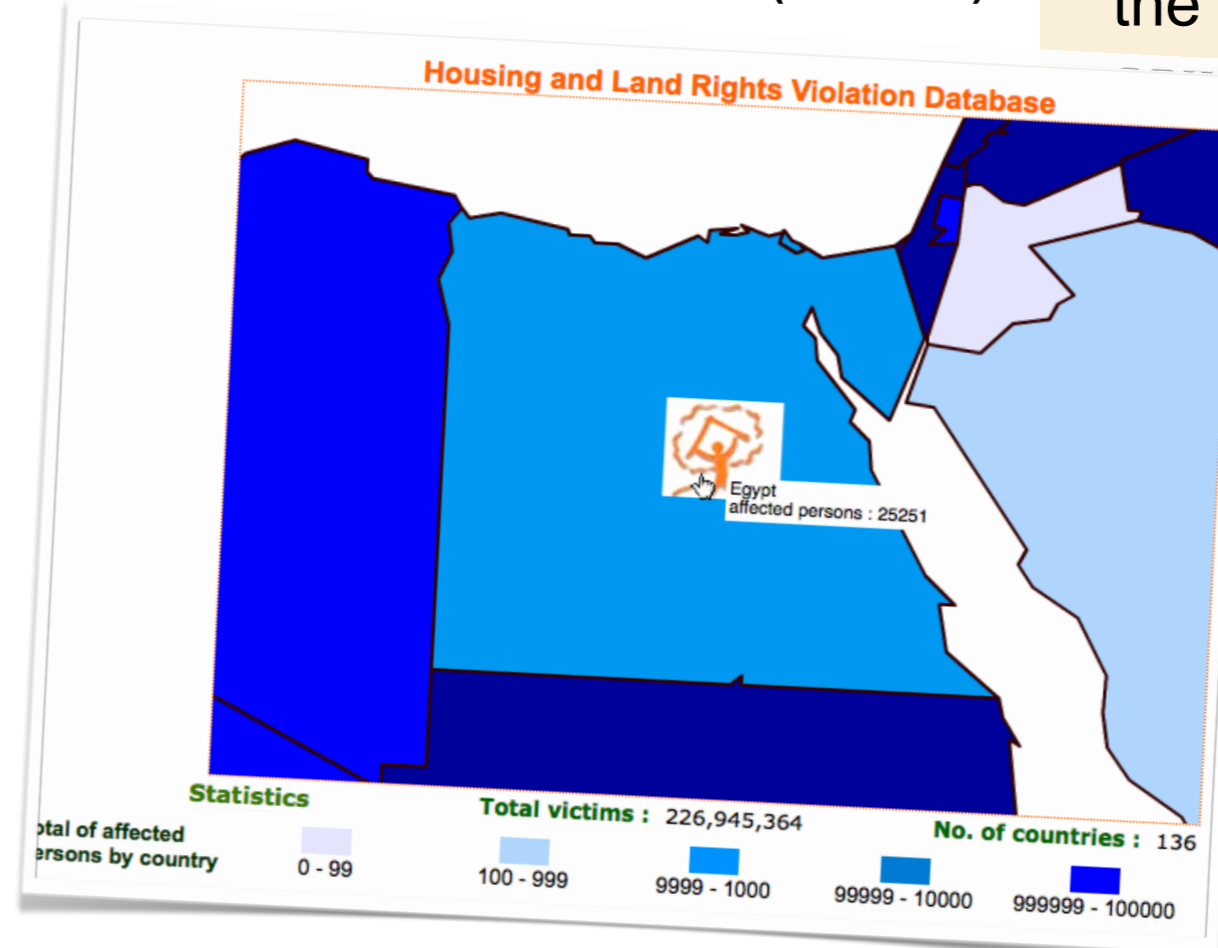 the
Housing and Land Rights Violation Database
Egypt
affected persons : 25251
Statistics
Total victims : 226,945,364
No. of countries : 136
otal of affected
ersons by country
0 - 99
100 - 999
9999 - 1000
99999 - 10000
999999 - 100000